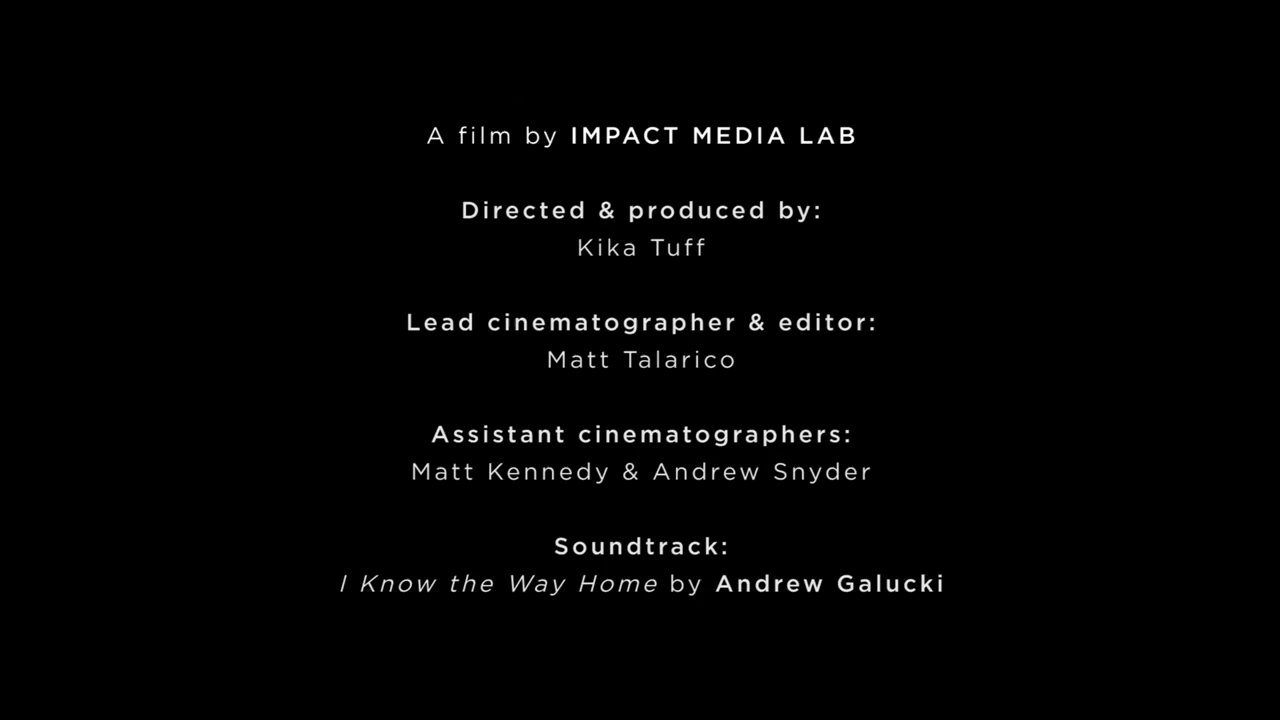 A film by IMPACT MEDIA LAB
Directed & produced by:
Kika Tuff
Lead cinematographer & editor:
Matt Talarico
Assistant cinematographers:
Matt Kennedy & Andrew Snyder
Soundtrack:
I Know the Way Home by Andrew Galucki